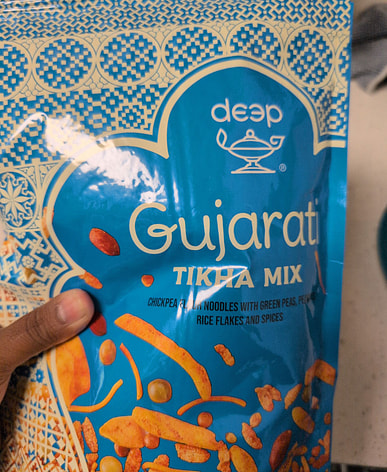 deep
®
Gujarati
TIKHA MIX
CHICKPEA NOODLES WITH GREEN PEAS,
RICE FLAKES AND SPICES